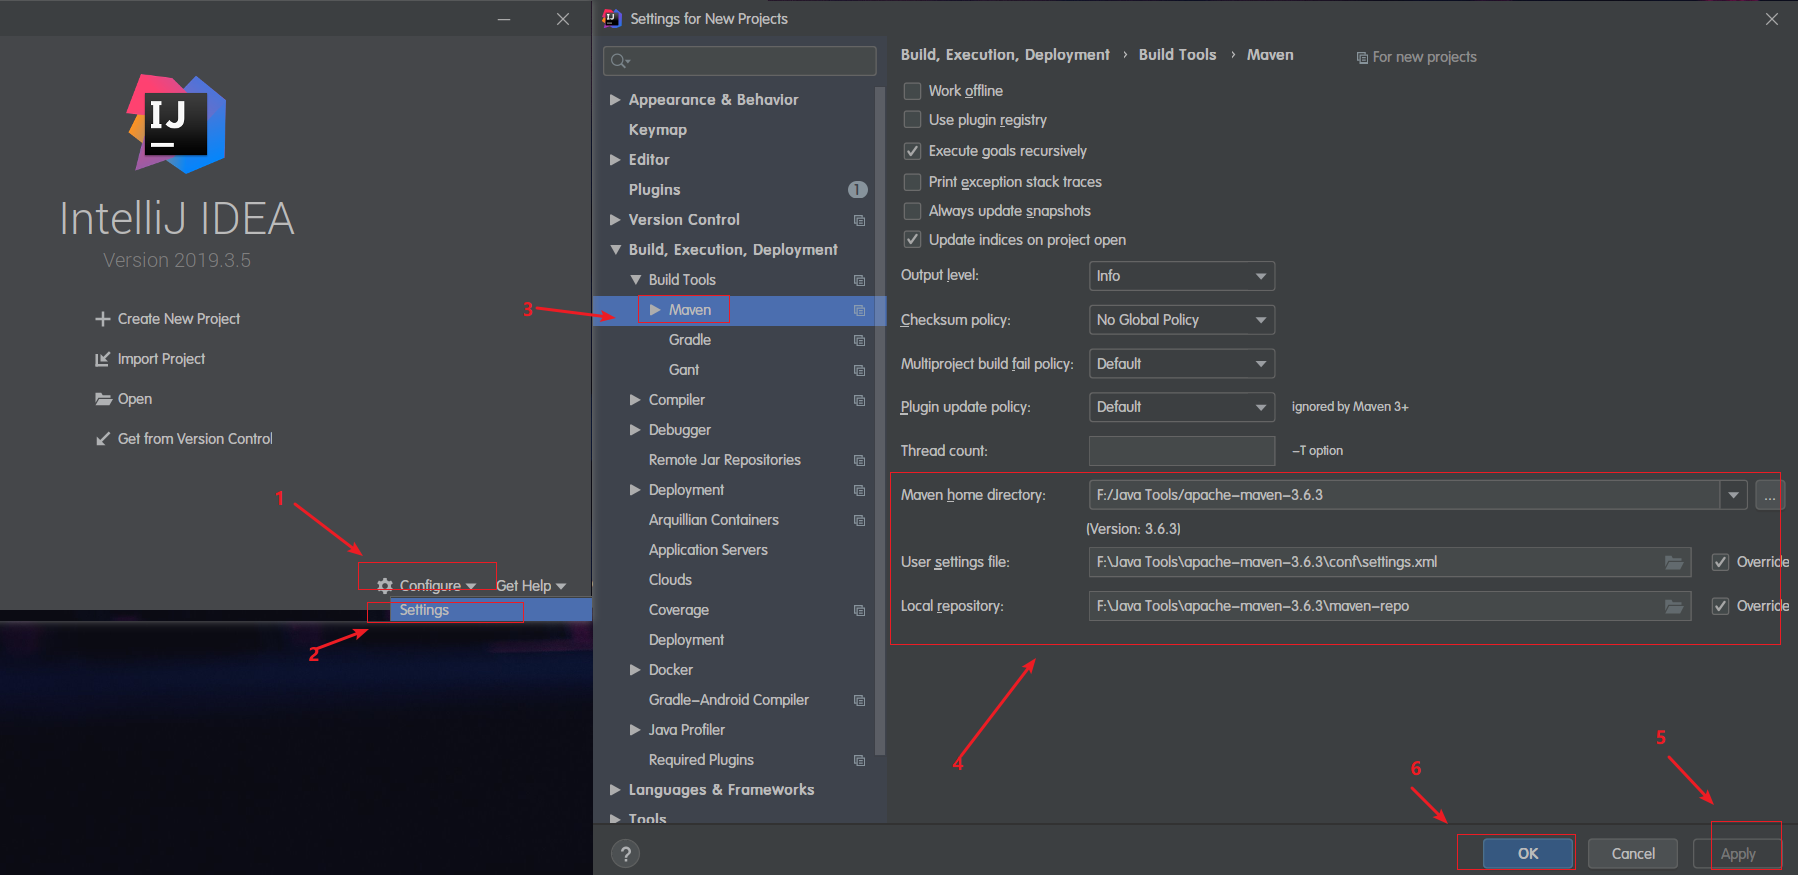 IJ
IntelliJ IDEA
Version 2019.3.5
Create New Project
Import Project
Open
Get from Version Control
1
Configure
Get Help
Settings
2
Settings for New Projects
Appearance & Behavior
Keymap
Editor
Plugins
1
Version Control
Build, Execution, Deployment
Build Tools
3
Maven
Gradle
Gant
Compiler
Debugger
Remote Jar Repositories
Deployment
Arquillian Containers
Application Servers
Clouds
Coverage
Deployment
Docker
Gradle-Android Compiler
Java Profiler
Required Plugins
Languages & Frameworks
Tools
?
Build, Execution, Deployment › Build Tools › Maven
For new projects
Work offline
Use plugin registry
Execute goals recursively
Print exception stack traces
Always update snapshots
Update indices on project open
Output level: Info
Checksum policy: No Global Policy
Multiproject build fail policy: Default
Plugin update policy: Default ignored by Maven 3+
Thread count: -T option
Maven home directory: F:/Java Tools/apache-maven-3.6.3 ...
(Version: 3.6.3)
User settings file: F:\Java Tools\apache-maven-3.6.3\conf\settings.xml Override
Local repository: F:\Java Tools\apache-maven-3.6.3\maven-repo Override
4
5
6
OK Cancel Apply